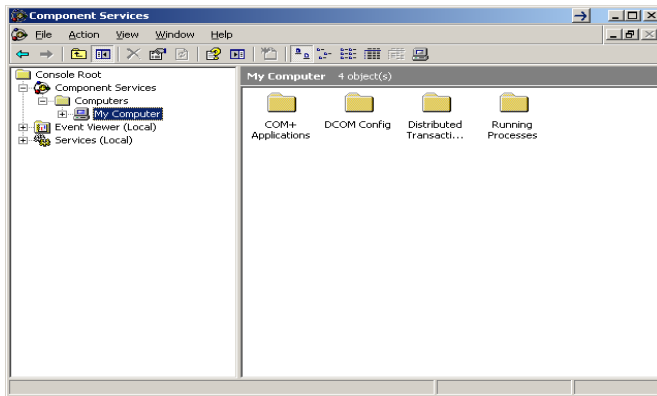 Component Services
File Action View Window Help
Console Root
Component Services
Computers
My Computer
Event Viewer (Local)
Services (Local)
My Computer 4 object(s)
COM+ Applications
DCOM Config
Distributed Transacti...
Running Processes